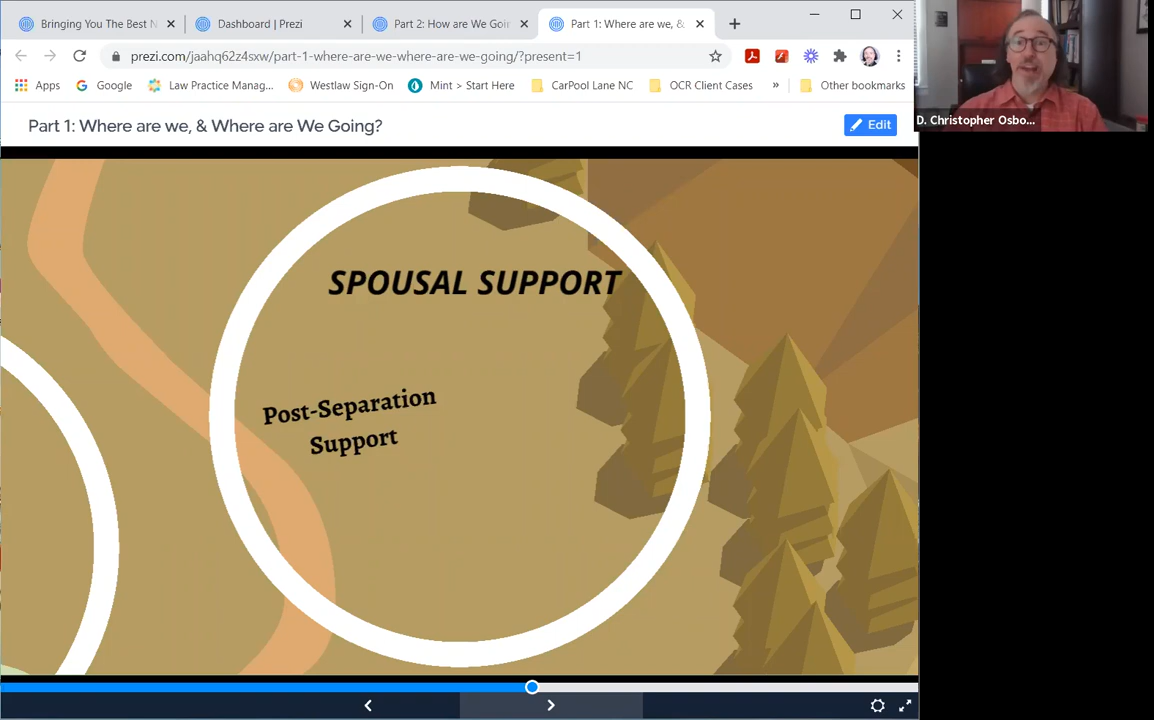 Bringing You The Best N
Dashboard | Prezi
Part 2: How are We Goi
Part 1: Where are we, &
prezi.com/jaahq62z4sxw/part-1-where-are-we-where-are-we-going/?present=1
Apps
Google
Law Practice Manag...
Westlaw Sign-On
Mint > Start Here
CarPool Lane NC
OCR Client Cases
»
Other bookmarks
Part 1: Where are we, & Where are We Going?
Edit
D. Christopher Osbo...
SPOUSAL SUPPORT
Post-Separation
Support